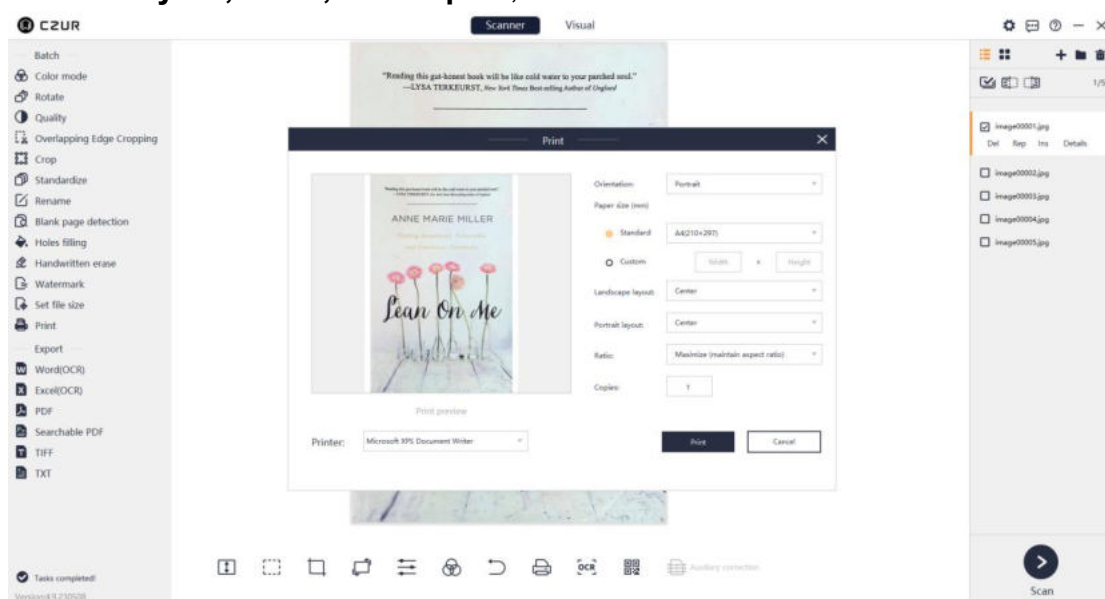 CZUR
Scanner
Visual
Batch
Color mode
Rotate
Quality
Overlapping Edge Cropping
Crop
Standardize
Rename
Blank page detection
Holes filling
Handwritten erase
Watermark
Set file size
Print
Export
Word(OCR)
Excel(OCR)
PDF
Searchable PDF
TIFF
TXT
Tasks completed!
"Reading this gut-honest book will be like cold water to your parched soul."
—LYSA TERKEURST, New York Times Best-selling Author of Unglued
Print
ANNE MARIE MILLER
Lean On Me
Print preview
Printer: Microsoft XPS Document Writer
Orientation: Portrait
Paper size (mm)
Standard A4(210×297)
Custom Width x Height
Landscape layout: Center
Portrait layout: Center
Ratio: Maximize (maintain aspect ratio)
Copies: 1
Print Cancel
OCR
Auxiliary correction
1/5
image00001.jpg
Del Rep Ins Details
image00002.jpg
image00003.jpg
image00004.jpg
image00005.jpg
Scan